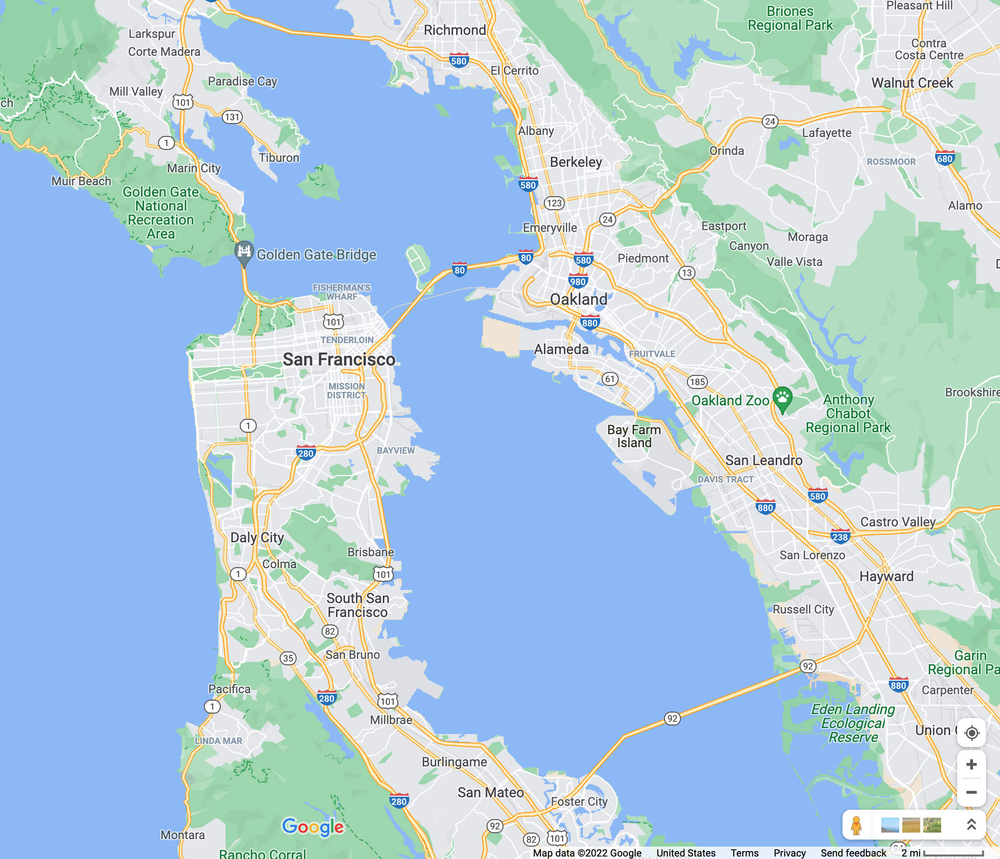 Pleasant Hill
Briones
Regional Park
Richmond
Larkspur
Contra
Costa Centre
Corte Madera
580
El Cerrito
Paradise Cay
Walnut Creek
Mill Valley
101
ch
131
24
Albany
Lafayette
1
Orinda
Tiburon
680
Berkeley
ROSSMOOR
Marin City
Muir Beach
580
Golden Gate
National
Recreation
Area
123
Alamo
24
Emeryville
Eastport
Moraga
Canyon
Golden Gate Bridge
80
80
580
Piedmont
Valle Vista
13
980
FISHERMAN'S
WHARF
Oakland
101
880
TENDERLOIN
Alameda
FRUITVALE
San Francisco
61
185
MISSION
DISTRICT
Brookshire
Oakland Zoo
Anthony
Chabot
Regional Park
1
Bay Farm
Island
280
BAYVIEW
San Leandro
DAVIS TRACT
580
880
Castro Valley
238
Daly City
Brisbane
San Lorenzo
Colma
1
101
Hayward
South San
Francisco
Russell City
82
San Bruno
35
92
Garin
Regional Pa
880
Pacifica
Carpenter
280
101
1
Eden Landing
Ecological
Reserve
92
Millbrae
Union
LINDA MAR
Burlingame
San Mateo
280
Foster City
Google
92
Montara
82
101
84
Rancho Corral
Map data ©2022 Google United States Terms Privacy Send feedback 2 mi